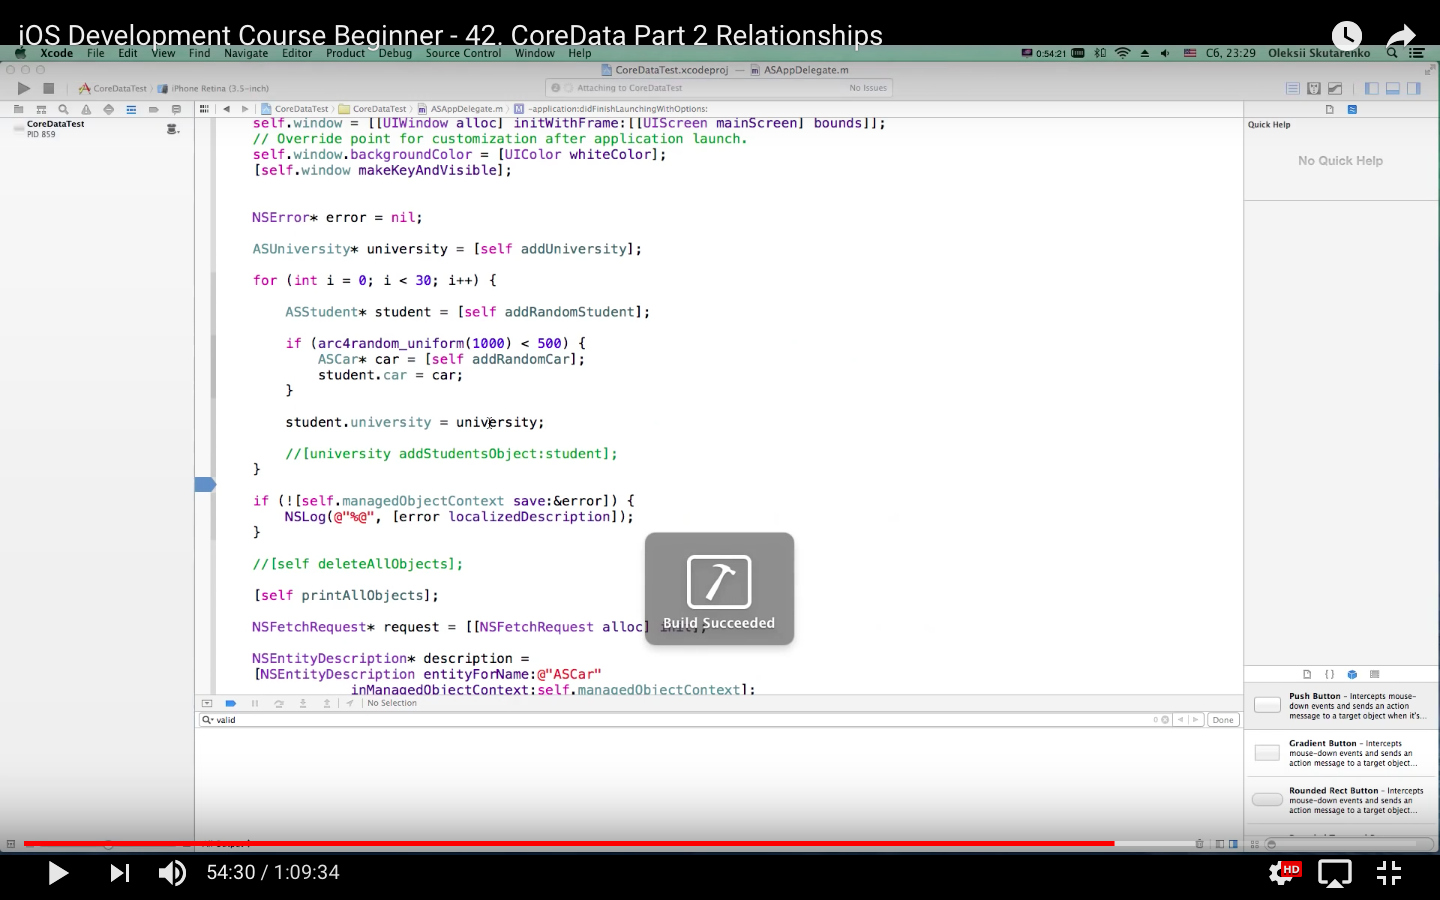 iOS Development Course Beginner - 42. CoreData Part 2 Relationships
Xcode File Edit View Find Navigate Editor Product Debug Source Control Window Help
0:54:21 Сб, 23:29 Oleksii Skutarenko
CoreDataTest.xcodeproj — ASAppDelegate.m
CoreDataTest iPhone Retina (3.5-inch)
Attaching to CoreDataTest No Issues
CoreDataTest CoreDataTest ASAppDelegate.m -application:didFinishLaunchingWithOptions:
CoreDataTest
PID 859
Quick Help
No Quick Help
self.window = [[UIWindow alloc] initWithFrame:[[UIScreen mainScreen] bounds]];
// Override point for customization after application launch.
self.window.backgroundColor = [UIColor whiteColor];
[self.window makeKeyAndVisible];
NSError* error = nil;
ASUniversity* university = [self addUniversity];
for (int i = 0; i < 30; i++) {
ASStudent* student = [self addRandomStudent];
if (arc4random_uniform(1000) < 500) {
ASCar* car = [self addRandomCar];
student.car = car;
}
student.university = university;
//[university addStudentsObject:student];
}
if (![self.managedObjectContext save:&error]) {
NSLog(@"%@", [error localizedDescription]);
}
//[self deleteAllObjects];
[self printAllObjects];
NSFetchRequest* request = [[NSFetchRequest alloc] init];
Build Succeeded
NSEntityDescription* description =
[NSEntityDescription entityForName:@"ASCar"
inManagedObjectContext:self.managedObjectContext];
No Selection
valid
0
Done
Push Button - Intercepts mouse-
down events and sends an action
message to a target object when it's...
Gradient Button - Intercepts
mouse-down events and sends an
action message to a target object...
Rounded Rect Button - Intercepts
mouse-down events and sends an
action message to a target object...
54:30 / 1:09:34
HD